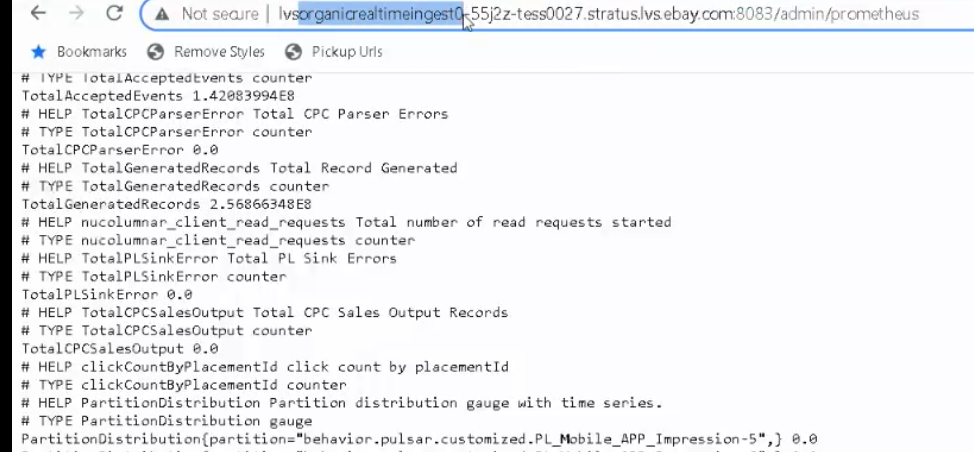 Not secure | lvsorganicrealtimeingest0-55j2z-tess0027.stratus.lvs.ebay.com:8083/admin/prometheus
Bookmarks Remove Styles Pickup Urls
# TYPE TotalAcceptedEvents counter
TotalAcceptedEvents 1.42083994E8
# HELP TotalCPCParserError Total CPC Parser Errors
# TYPE TotalCPCParserError counter
TotalCPCParserError 0.0
# HELP TotalGeneratedRecords Total Record Generated
# TYPE TotalGeneratedRecords counter
TotalGeneratedRecords 2.56866348E8
# HELP nucolumnar_client_read_requests Total number of read requests started
# TYPE nucolumnar_client_read_requests counter
# HELP TotalPLSinkError Total PL Sink Errors
# TYPE TotalPLSinkError counter
TotalPLSinkError 0.0
# HELP TotalCPCSalesOutput Total CPC Sales Output Records
# TYPE TotalCPCSalesOutput counter
TotalCPCSalesOutput 0.0
# HELP clickCountByPlacementId click count by placementId
# TYPE clickCountByPlacementId counter
# HELP PartitionDistribution Partition distribution gauge with time series.
# TYPE PartitionDistribution gauge
PartitionDistribution{partition="behavior.pulsar.customized.PL_Mobile_APP_Impression-5",} 0.0